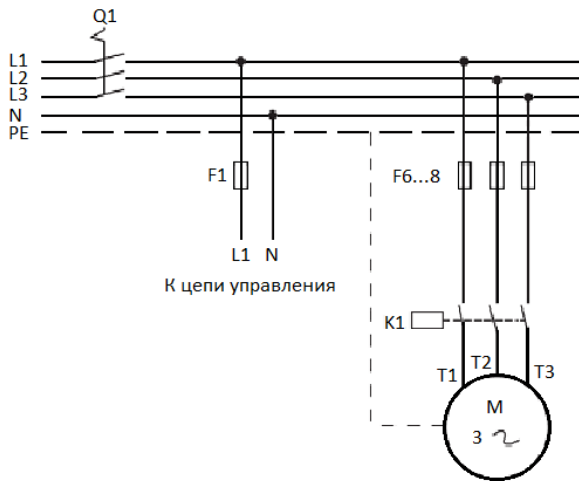 Q1
L1
L2
L3
N
PE
F1
F6...8
L1 N
К цепи управления
K1
T1 T2 T3
M
3